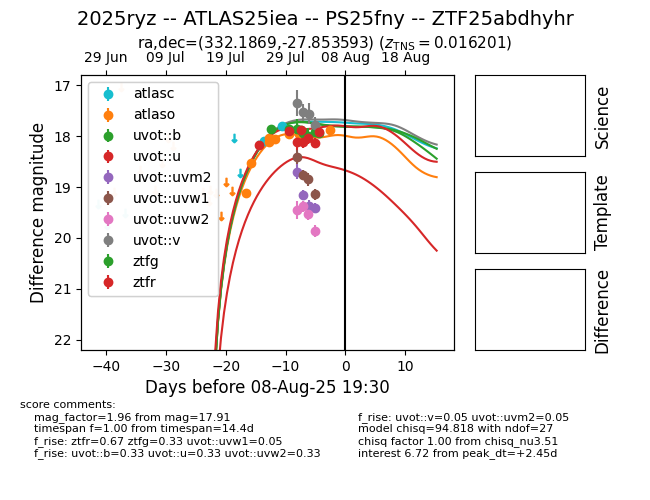 2025ryz -- ATLAS25iea -- PS25fny -- ZTF25abdhyhr
ra,dec=(332.1869,-27.853593) (z_TNS = 0.016201)
29 Jun 09 Jul 19 Jul 29 Jul 08 Aug 18 Aug
17
18
19
20
21
22
Difference magnitude
atlasc
atlaso
uvot::b
uvot::u
uvot::uvm2
uvot::uvw1
uvot::uvw2
uvot::v
ztfg
ztfr
−40 −30 −20 −10 0 10
Days before 08-Aug-25 19:30
Science
Template
Difference
score comments:
mag_factor=1.96 from mag=17.91
timespan f=1.00 from timespan=14.4d
f_rise: ztfr=0.67 ztfg=0.33 uvot::uvw1=0.05
f_rise: uvot::b=0.33 uvot::u=0.33 uvot::uvw2=0.33
f_rise: uvot::v=0.05 uvot::uvm2=0.05
model chisq=94.818 with ndof=27
chisq factor 1.00 from chisq_nu3.51
interest 6.72 from peak_dt=+2.45d